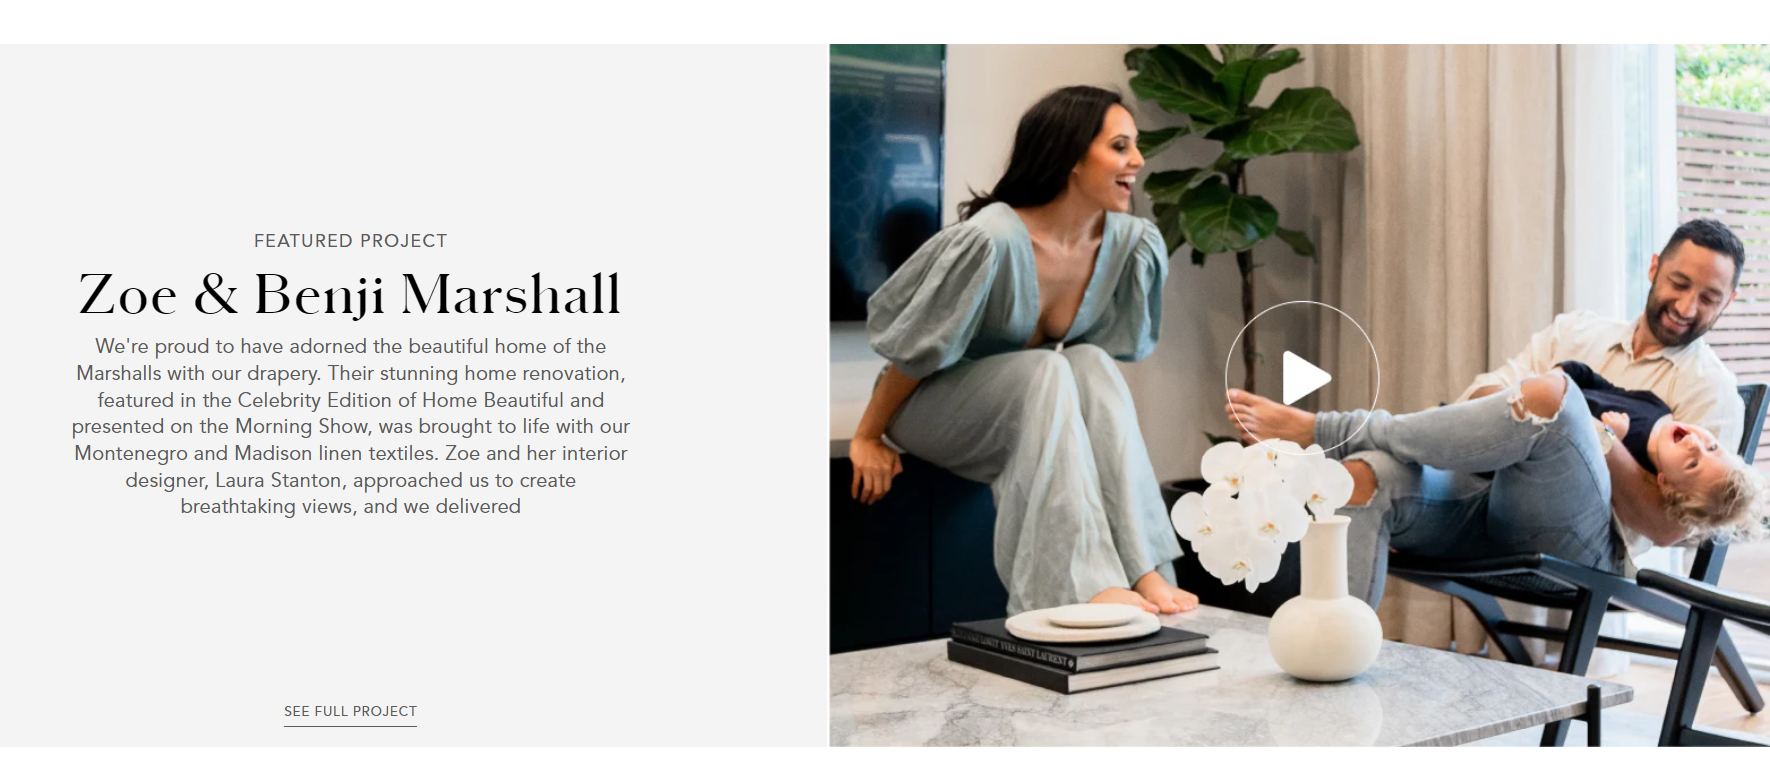 FEATURED PROJECT
Zoe & Benji Marshall
We're proud to have adorned the beautiful home of the
Marshalls with our drapery. Their stunning home renovation,
featured in the Celebrity Edition of Home Beautiful and
presented on the Morning Show, was brought to life with our
Montenegro and Madison linen textiles. Zoe and her interior
designer, Laura Stanton, approached us to create
breathtaking views, and we delivered
SEE FULL PROJECT
YVES SAINT LAURENT